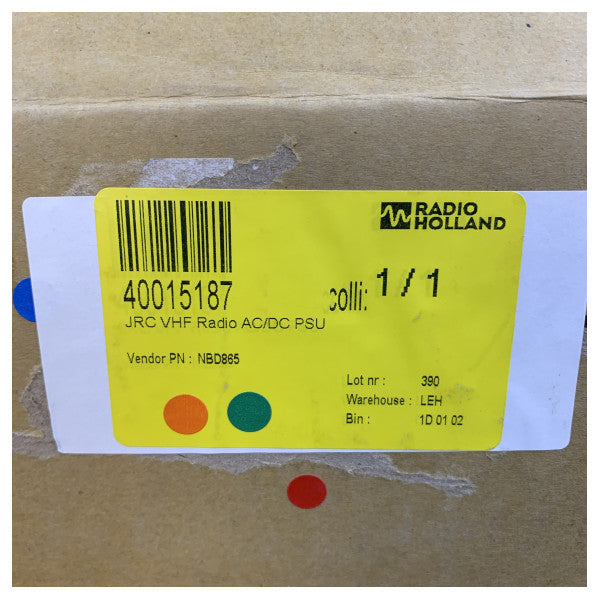 RADIO
HOLLAND
40015187
colli: 1 / 1
JRC VHF Radio AC/DC PSU
Vendor PN : NBD865
Lot nr : 390
Warehouse : LEH
Bin : 1D 01 02